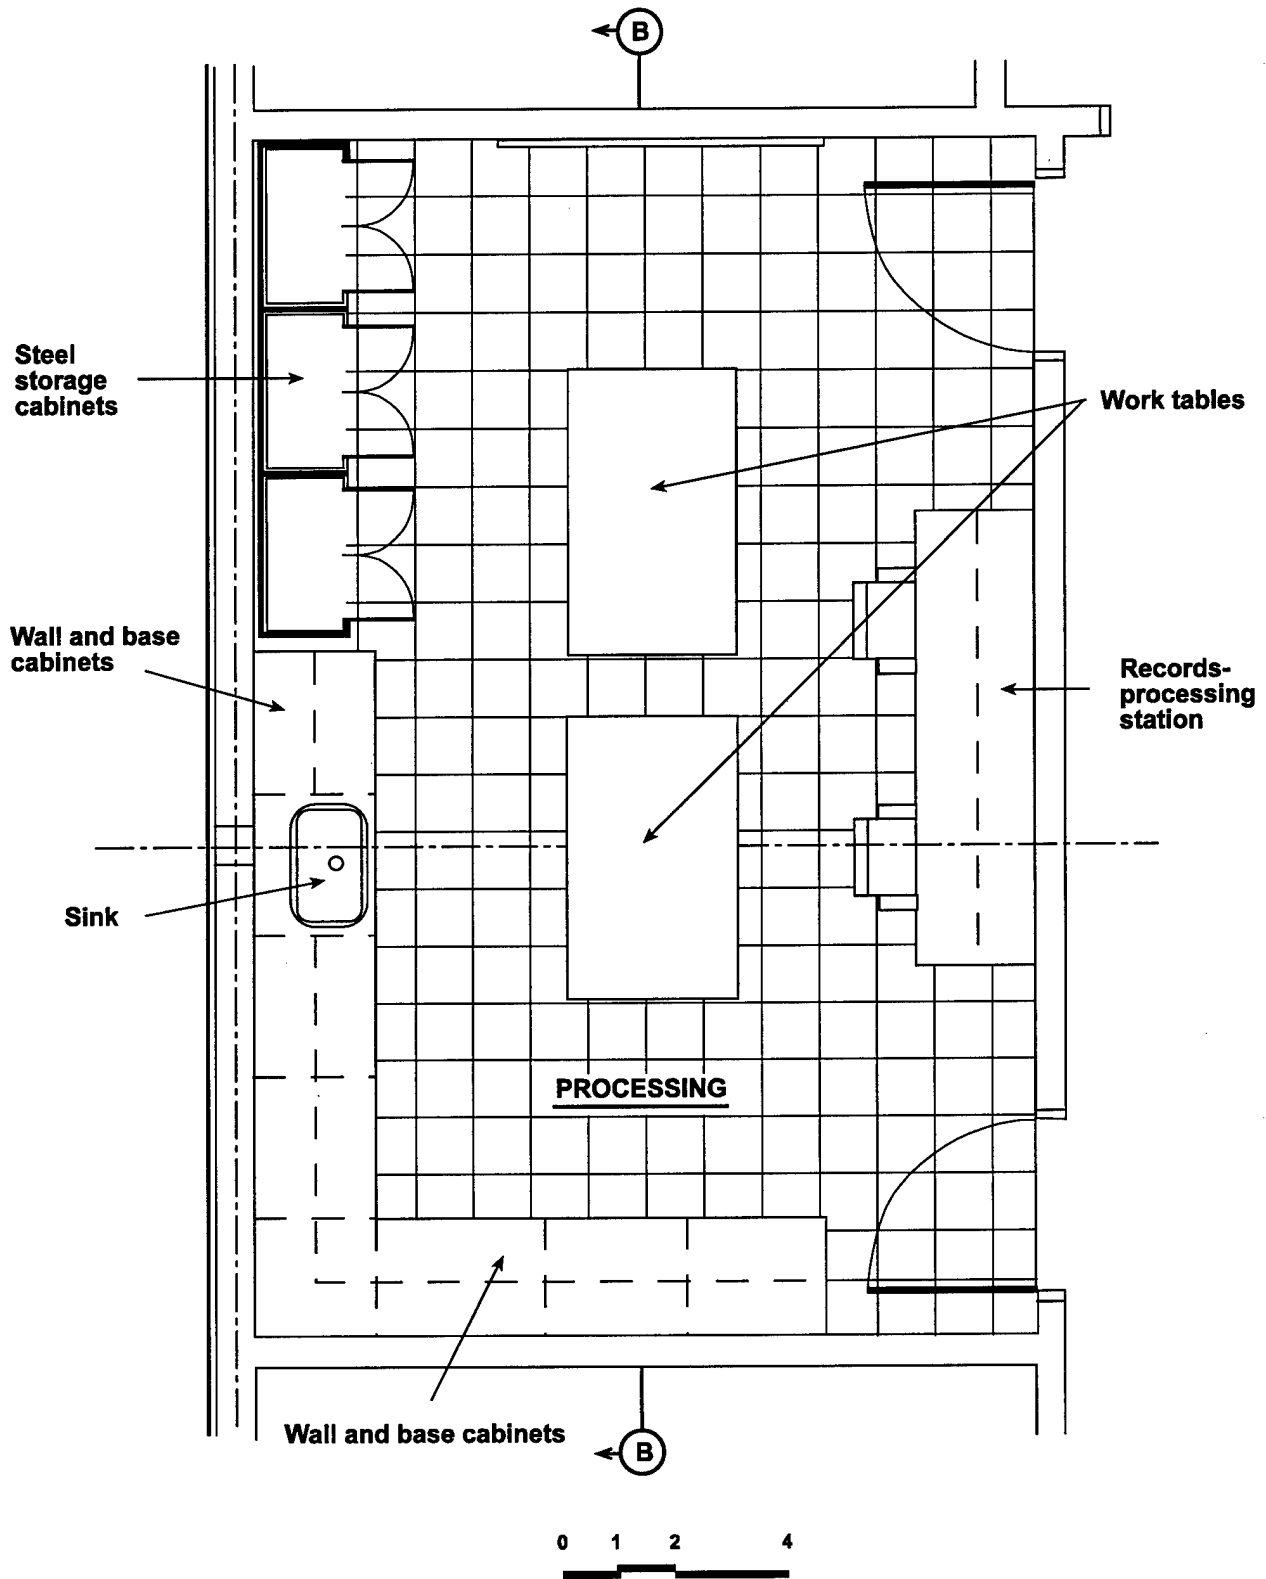 B
Steel
storage
cabinets
Work tables
Wall and base
cabinets
Records-
processing
station
Sink
PROCESSING
Wall and base cabinets
B
0 1 2 4